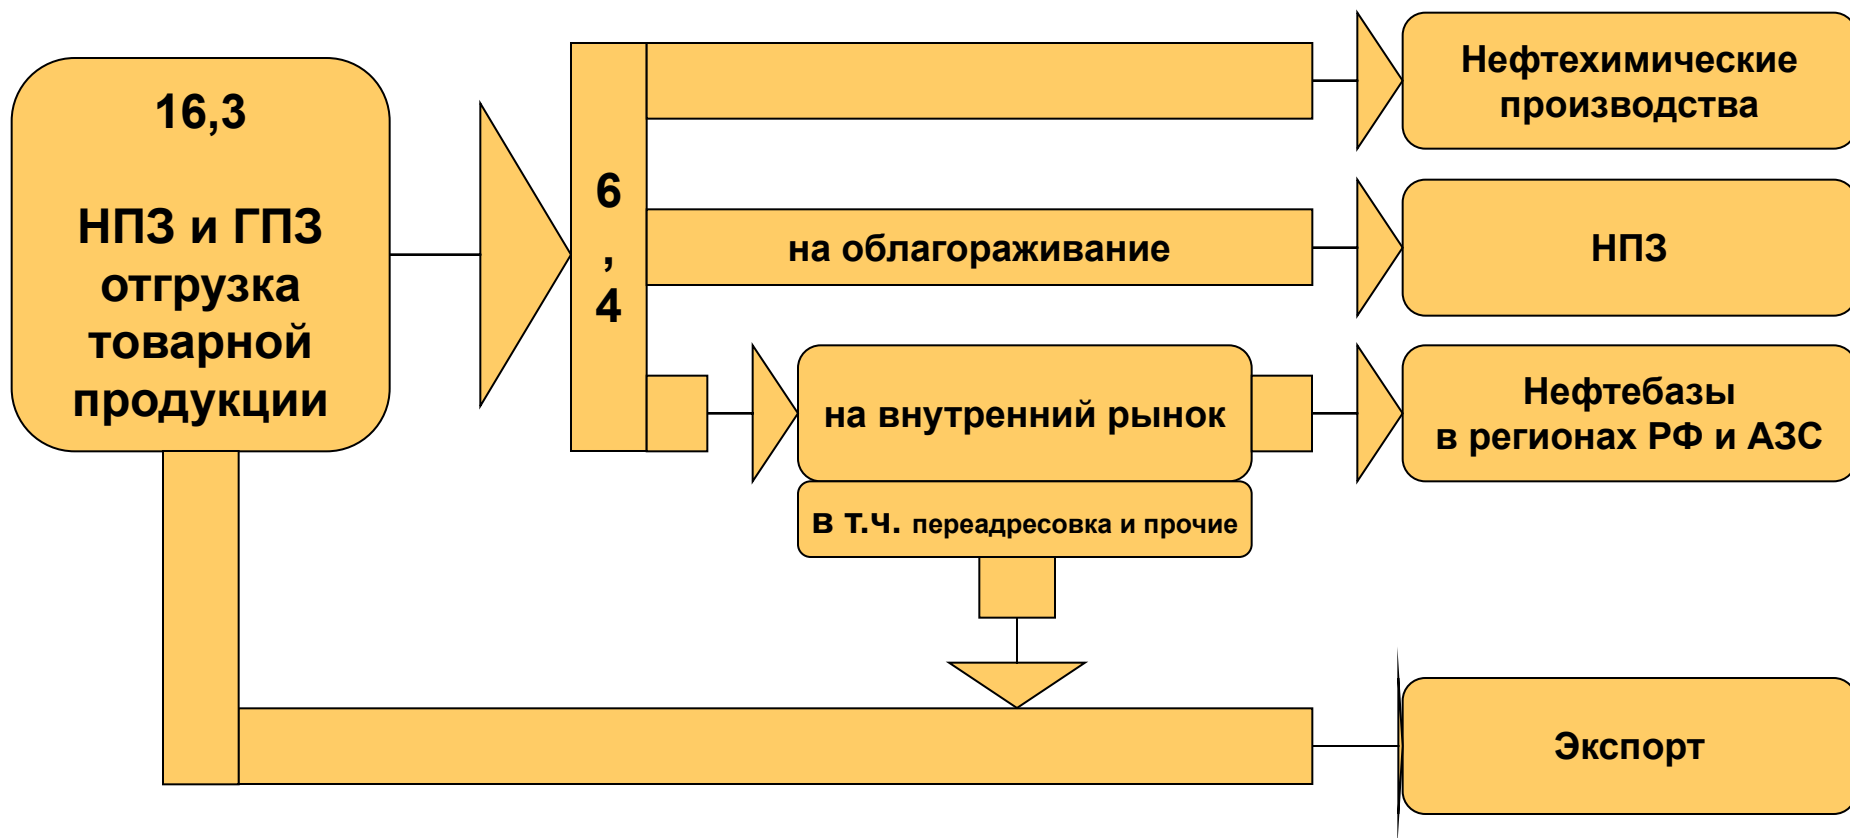 16,3
НПЗ и ГПЗ
отгрузка
товарной
продукции
6
,
4
Нефтехимические
производства
на облагораживание
НПЗ
на внутренний рынок
в т.ч. переадресовка и прочие
Нефтебазы
в регионах РФ и АЗС
Экспорт